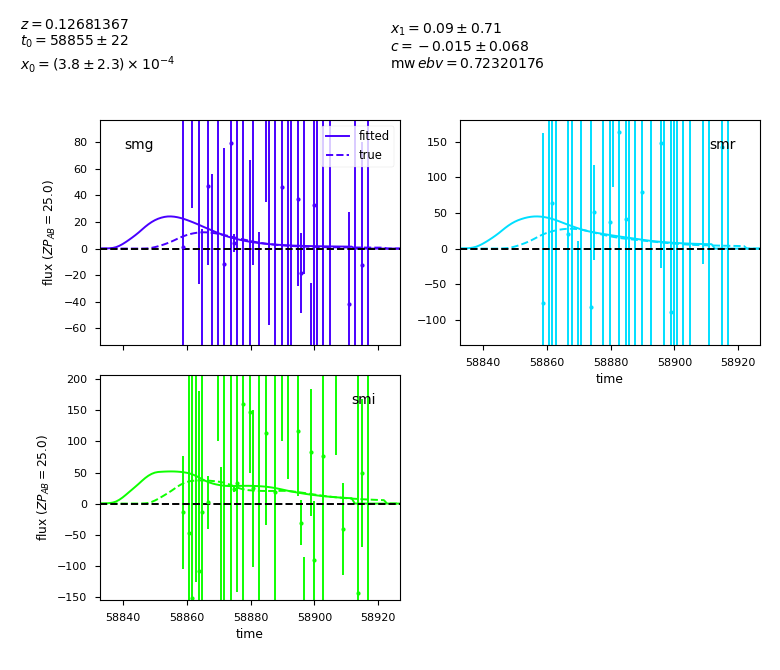 z = 0.12681367
t₀ = 58855 ± 22
x₀ = (3.8 ± 2.3) × 10⁻⁴
x₁ = 0.09 ± 0.71
c = −0.015 ± 0.068
mw ebv = 0.72320176
smg
fitted
true
80
60
40
20
0
−20
−40
−60
flux (ZP_AB = 25.0)
smr
150
100
50
0
−50
−100
58840 58860 58880 58900 58920
time
smi
200
150
100
50
0
−50
−100
−150
flux (ZP_AB = 25.0)
58840 58860 58880 58900 58920
time